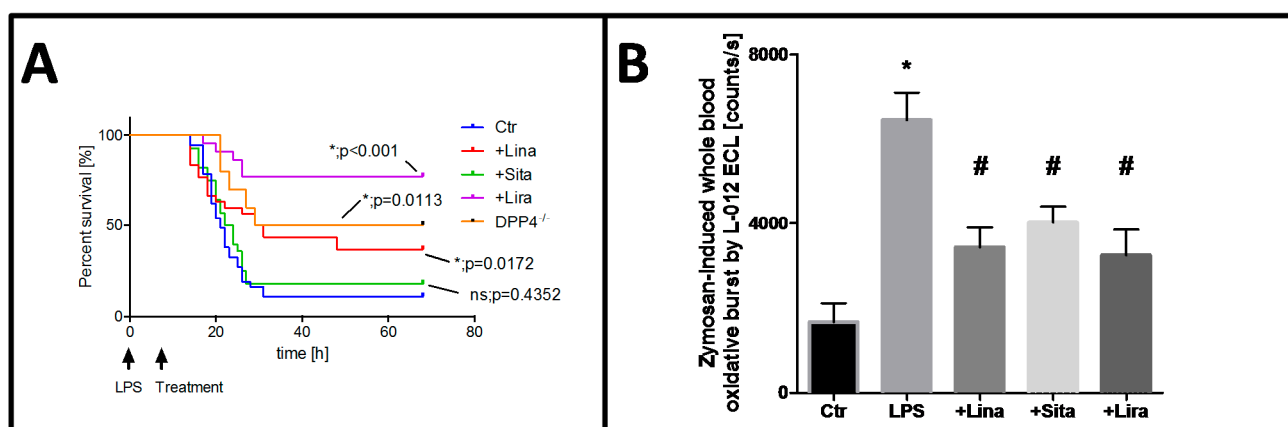 A
Percent survival [%]
100
50
0
0 20 40 60 80
time [h]
LPS Treatment
*;p<0.001
*;p=0.0113
*;p=0.0172
ns;p=0.4352
Ctr
+Lina
+Sita
+Lira
DPP4-/-
B
Zymosan-Induced whole blood
oxidative burst by L-012 ECL [counts/s]
8000
4000
0
*
# # #
Ctr LPS +Lina +Sita +Lira